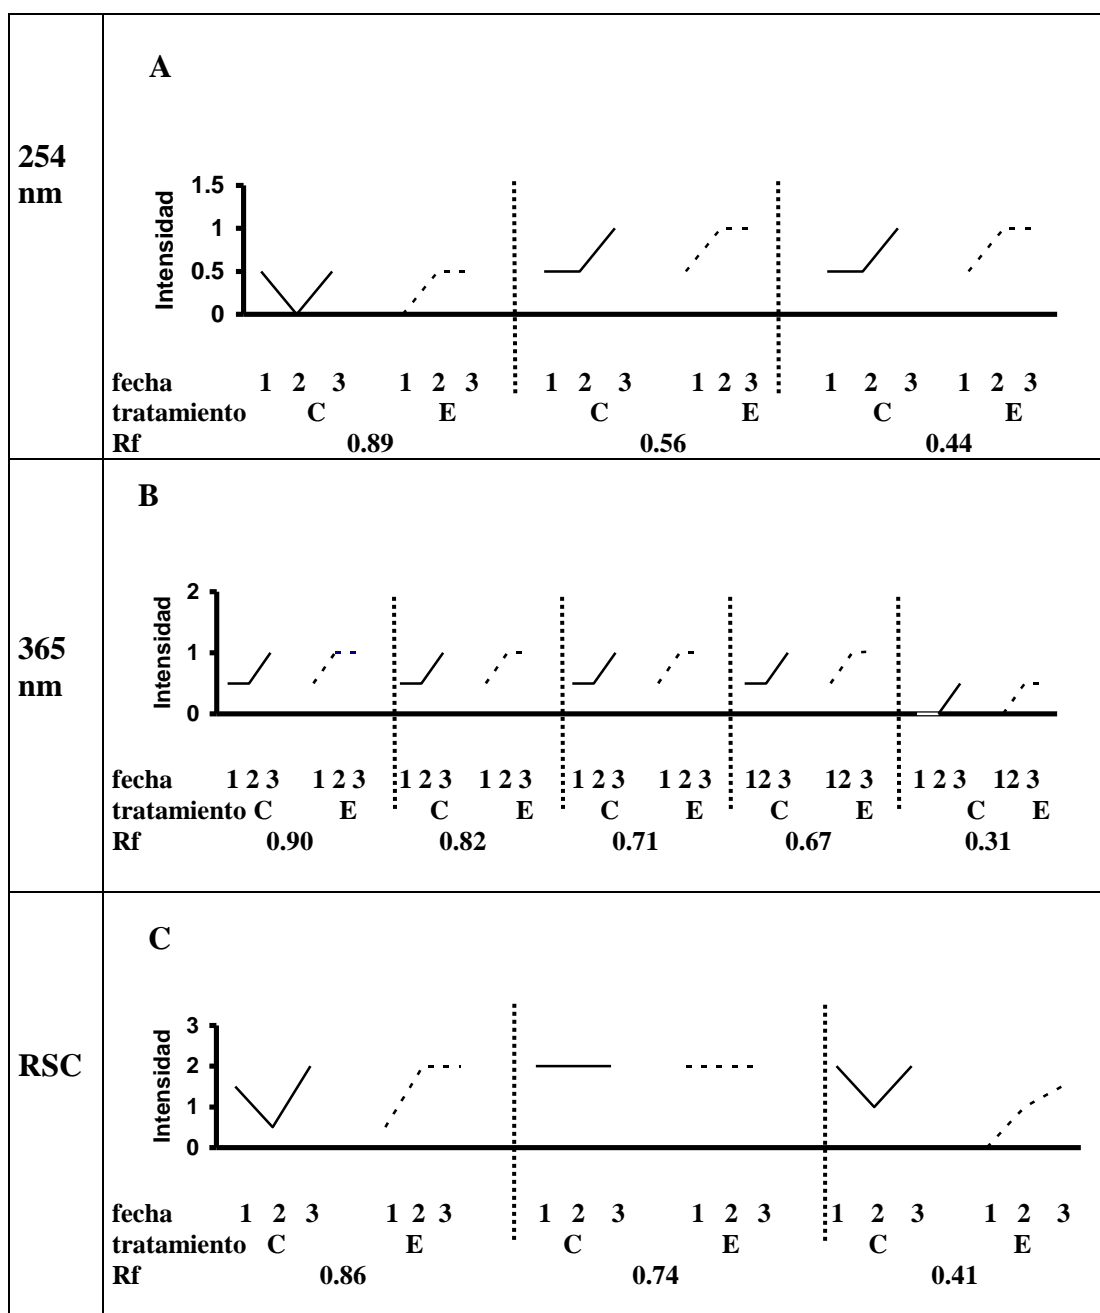 A
254
nm
Intensidad
1.5
1
0.5
0
fecha 1 2 3 1 2 3 1 2 3 1 2 3 1 2 3 1 2 3
tratamiento C E C E C E
Rf 0.89 0.56 0.44
B
365
nm
Intensidad
2
1
0
fecha 1 2 3 1 2 3 1 2 3 1 2 3 1 2 3 1 2 3 12 3 12 3 1 2 3 12 3
tratamiento C E C E C E C E C E
Rf 0.90 0.82 0.71 0.67 0.31
C
RSC
Intensidad
3
2
1
0
fecha 1 2 3 1 2 3 1 2 3 1 2 3 1 2 3 1 2 3
tratamiento C E C E C E
Rf 0.86 0.74 0.41